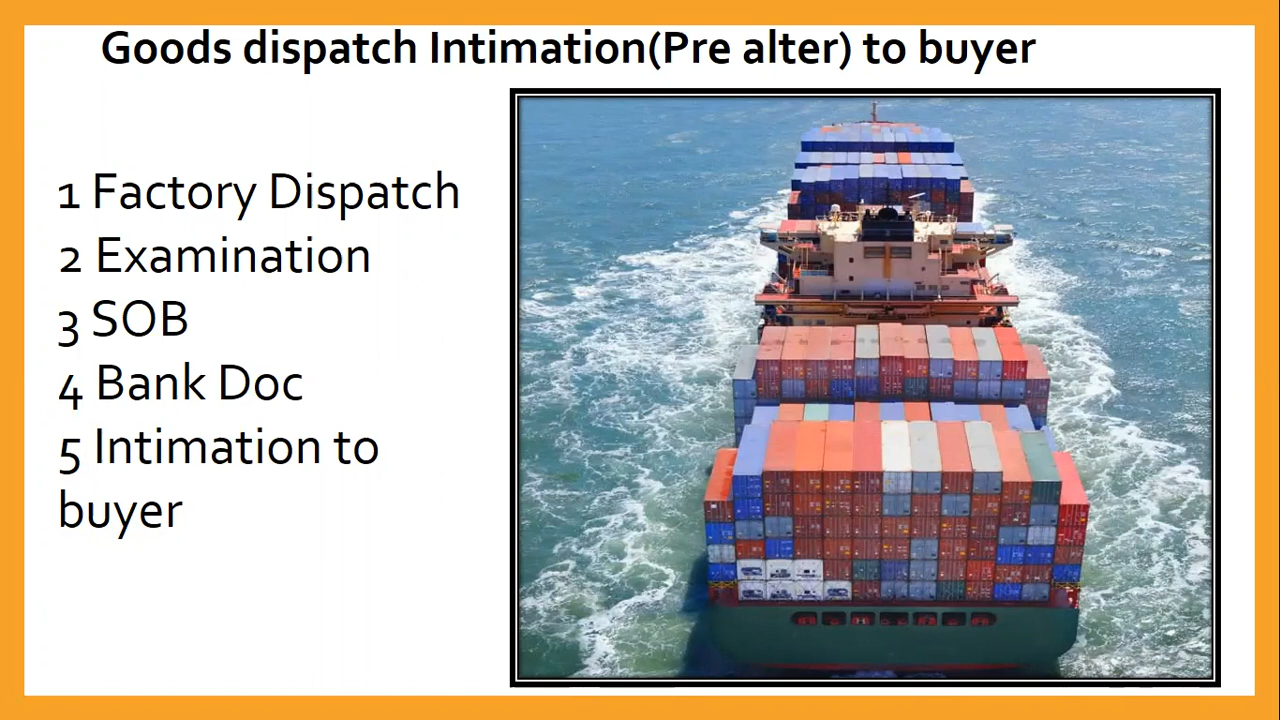 Goods dispatch Intimation(Pre alter) to buyer
1 Factory Dispatch
2 Examination
3 SOB
4 Bank Doc
5 Intimation to
buyer